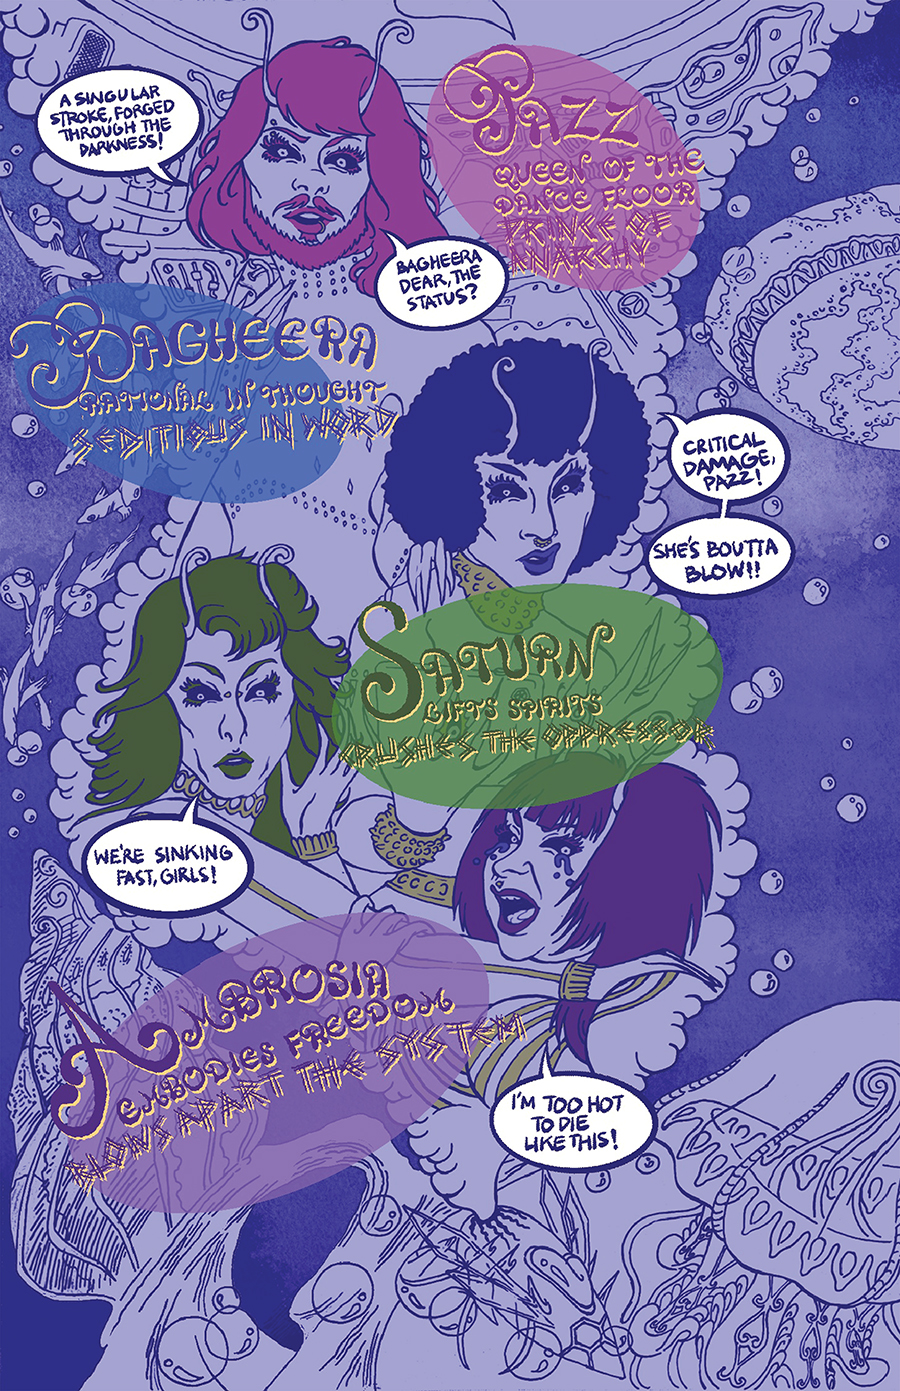 A SINGULAR
STROKE, FORGED
THROUGH THE
DARKNESS!
PAZZ
QUEEN OF THE
DANCE FLOOR
PRINCE OF
ANARCHY
BAGHEERA
DEAR, THE
STATUS?
BAGHEERA
RATIONAL IN THOUGHT
SEDITIOUS IN WORD
CRITICAL
DAMAGE,
PAZZ!
SHE'S BOUTTA
BLOW!!
SATURN
LIFTS SPIRITS
CRUSHES THE OPPRESSOR
WE'RE SINKING
FAST, GIRLS!
AMBROSIA
EMBODIES FREEDOM
BLOWS APART THE SYSTEM
I'M TOO HOT
TO DIE
LIKE THIS!